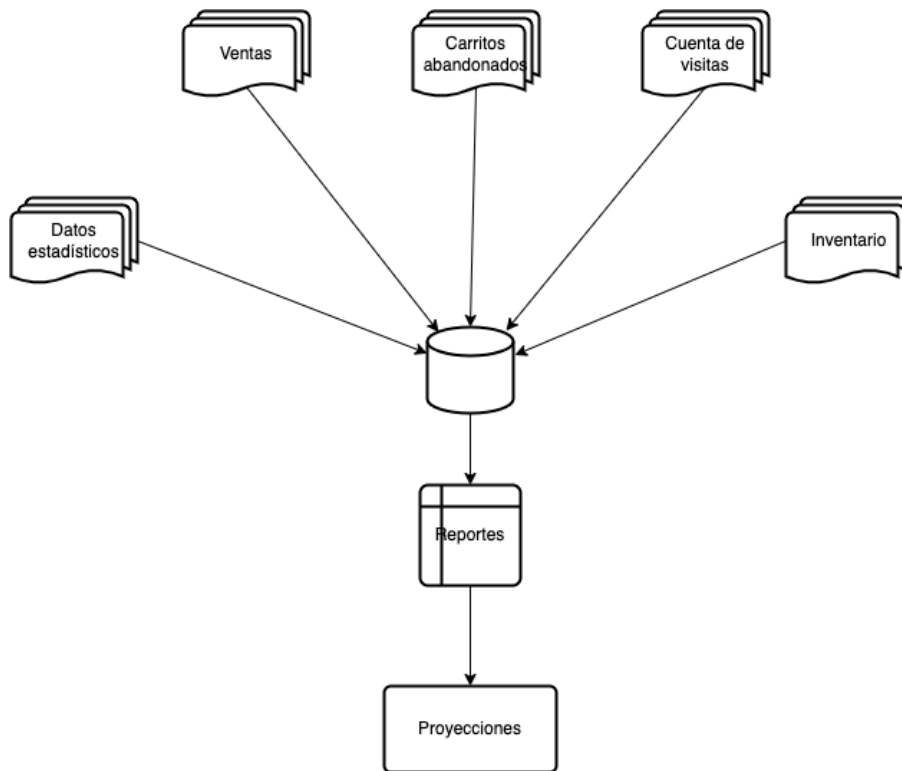 Ventas
Carritos
abandonados
Cuenta de
visitas
Datos
estadísticos
Inventario
Reportes
Proyecciones